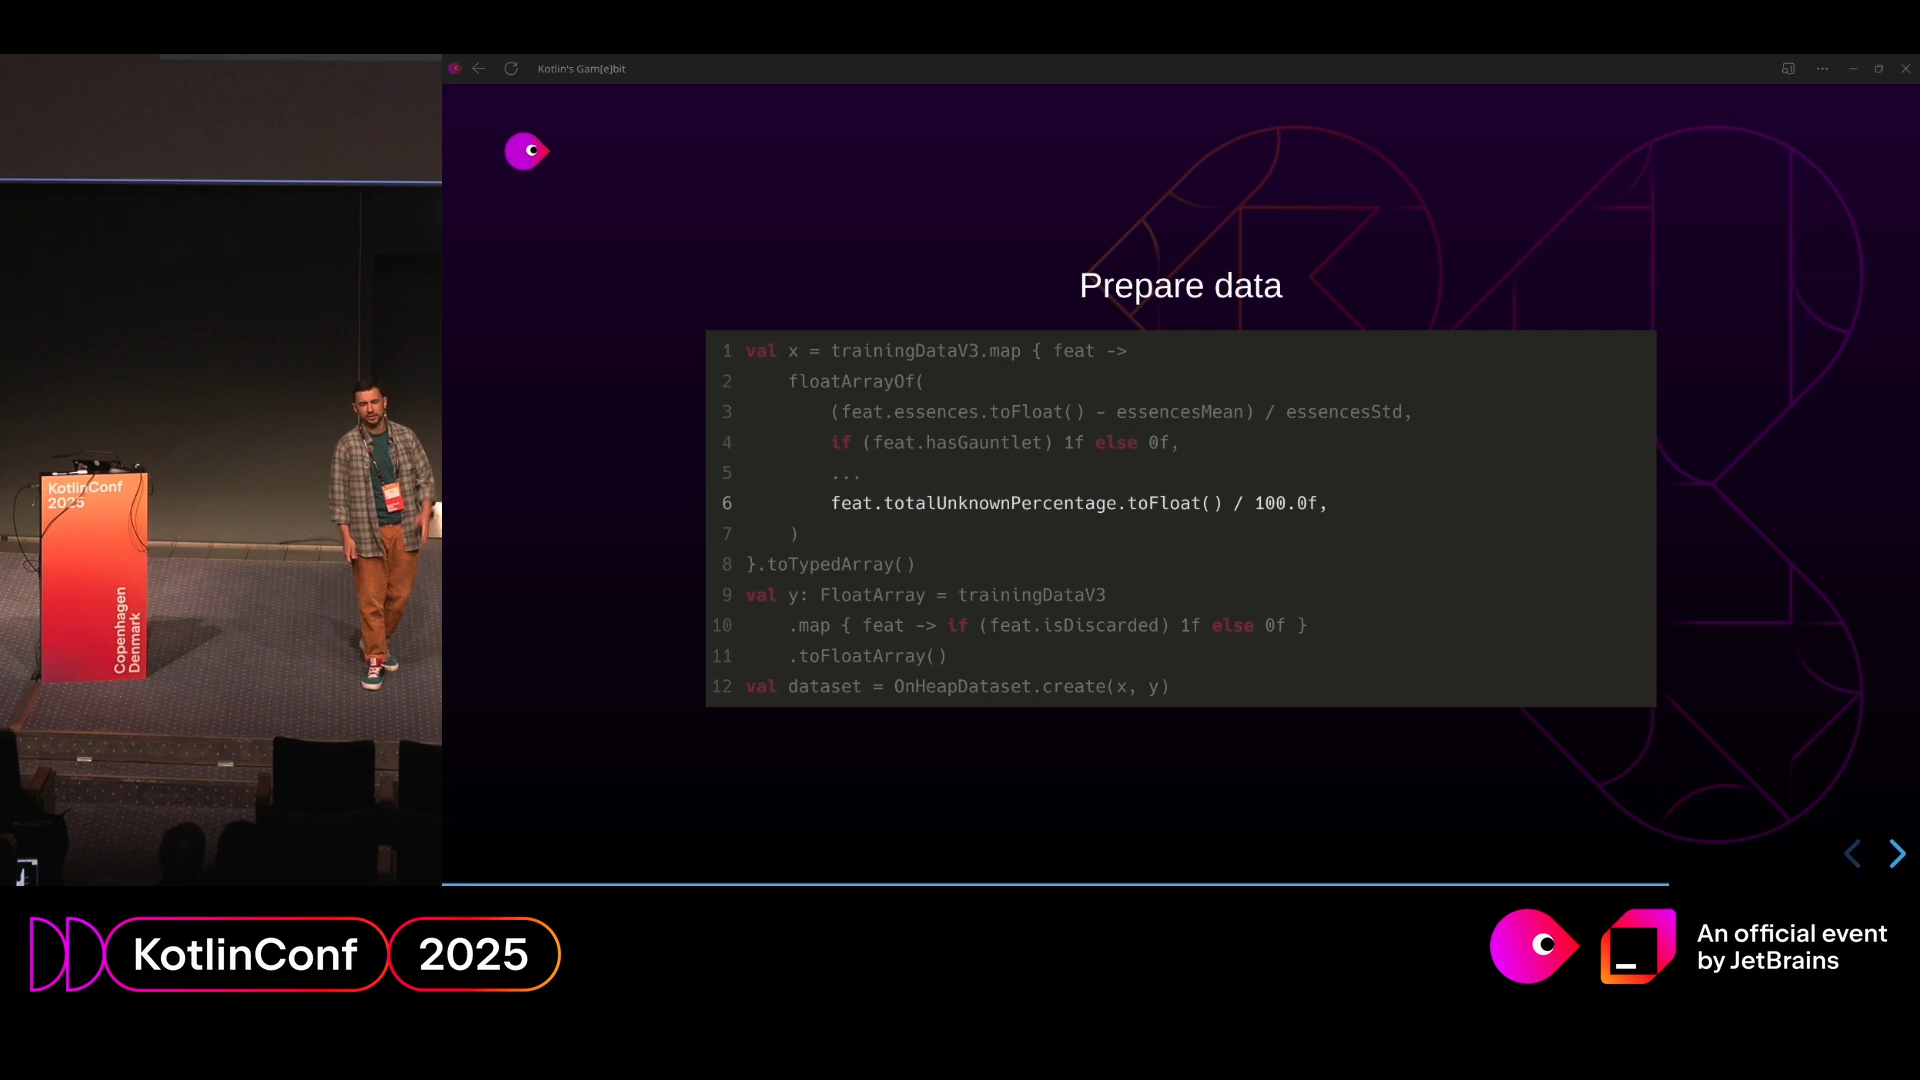 Kotlin's Gam[e]bit
Prepare data
1 val x = trainingDataV3.map { feat ->
2 floatArrayOf(
3 (feat.essences.toFloat() - essencesMean) / essencesStd,
4 if (feat.hasGauntlet) 1f else 0f,
5 ...
6 feat.totalUnknownPercentage.toFloat() / 100.0f,
7 )
8 }.toTypedArray()
9 val y: FloatArray = trainingDataV3
10 .map { feat -> if (feat.isDiscarded) 1f else 0f }
11 .toFloatArray()
12 val dataset = OnHeapDataset.create(x, y)
KotlinConf
2025
Copenhagen
Denmark
KotlinConf 2025
An official event
by JetBrains